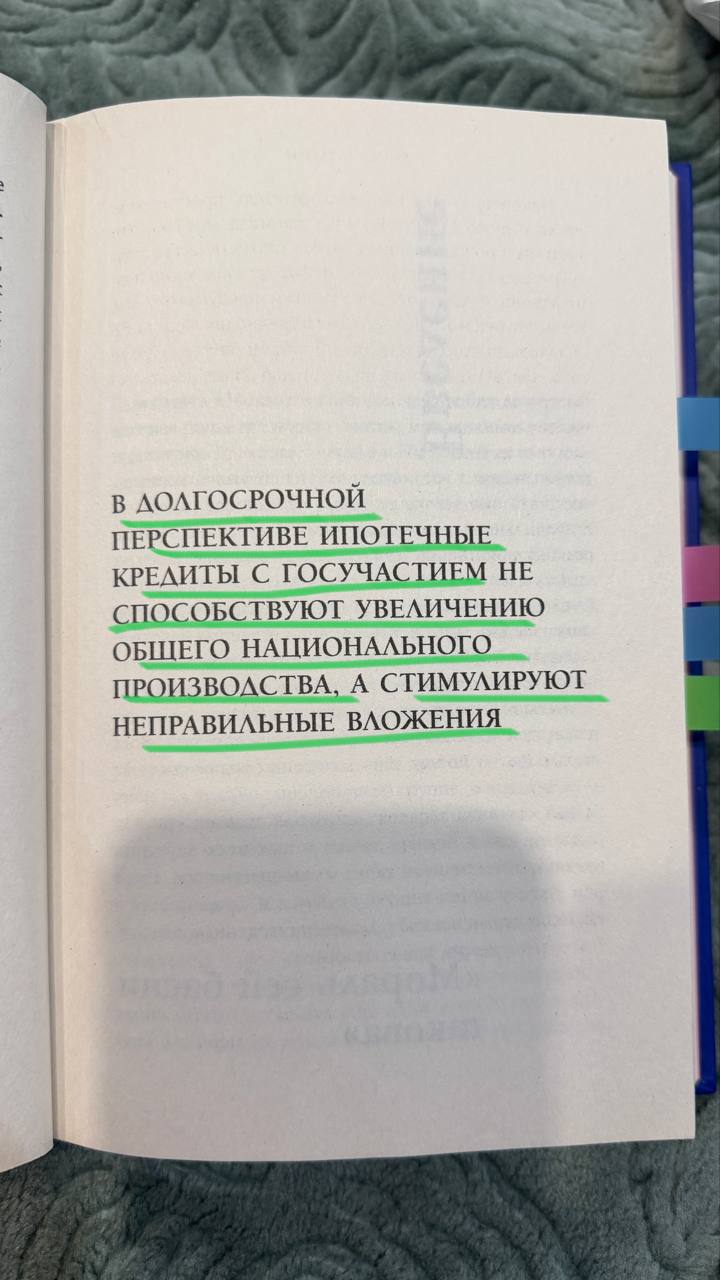 В ДОЛГОСРОЧНОЙ
ПЕРСПЕКТИВЕ ИПОТЕЧНЫЕ
КРЕДИТЫ С ГОСУЧАСТИЕМ НЕ
СПОСОБСТВУЮТ УВЕЛИЧЕНИЮ
ОБЩЕГО НАЦИОНАЛЬНОГО
ПРОИЗВОДСТВА, А СТИМУЛИРУЮТ
НЕПРАВИЛЬНЫЕ ВЛОЖЕНИЯ